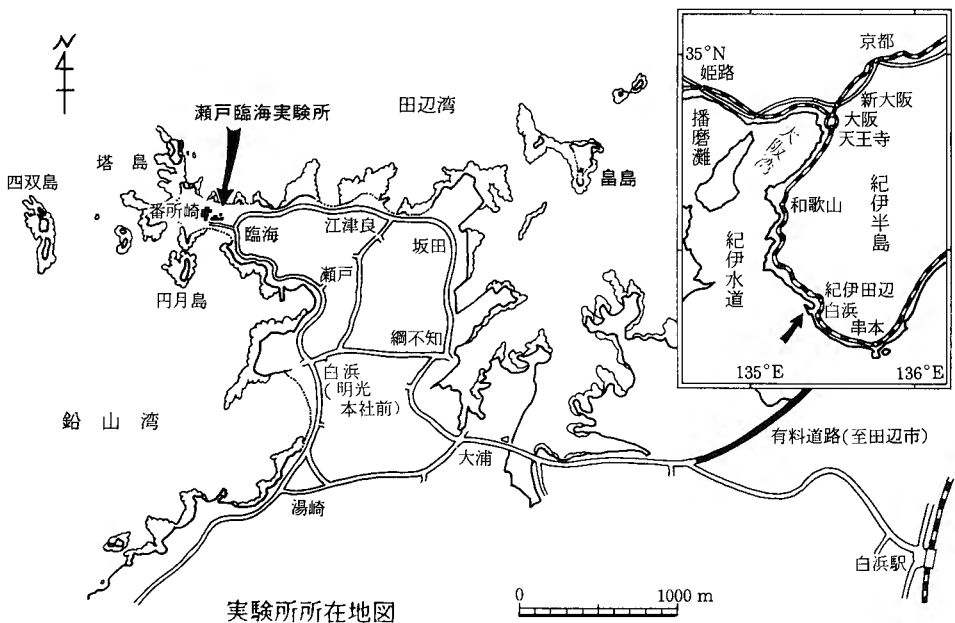 N
瀬戸臨海実験所
田辺湾
塔島
四双島
番所崎
臨海
江津良
坂田
畠島
瀬戸
円月島
綱不知
白浜
(明光
本社前)
鉛山湾
大浦
有料道路(至田辺市)
湯崎
白浜駅
実験所所在地図
0
1000 m
35°N
京都
姫路
新大阪
大阪
天王寺
播磨灘
大阪湾
和歌山
紀伊半島
紀伊水道
紀伊田辺
白浜
串本
135°E
136°E